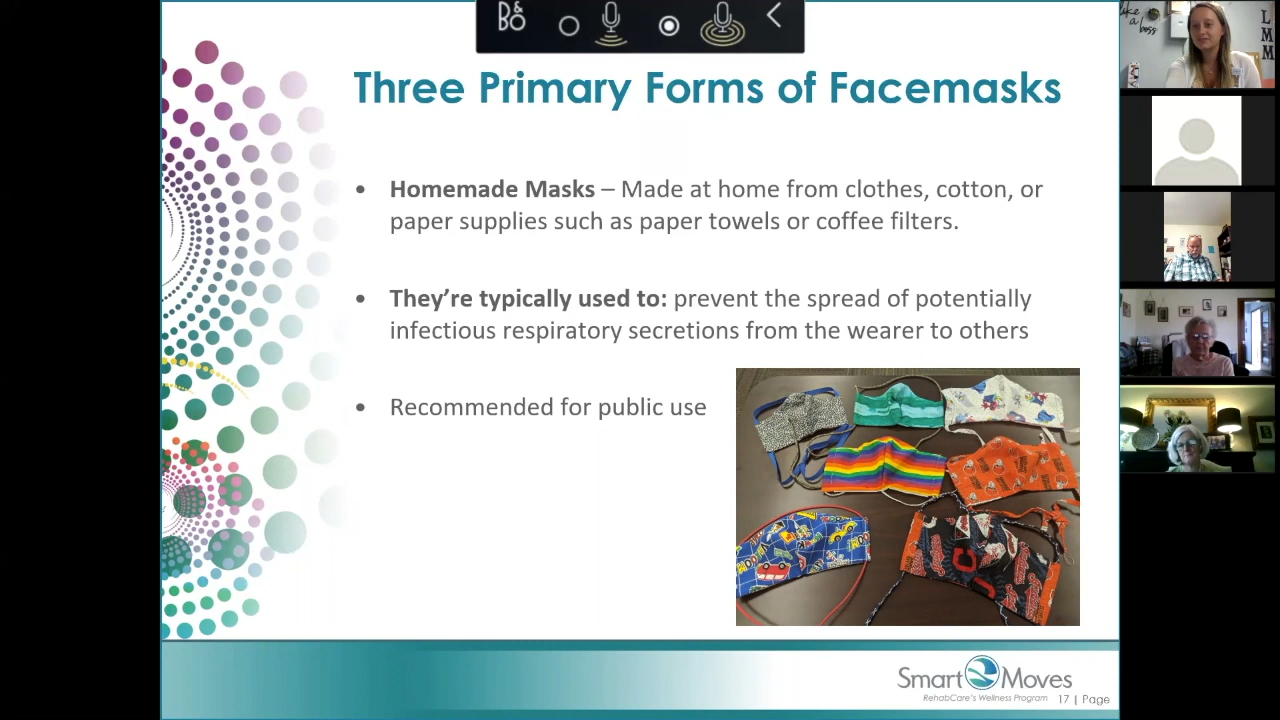 B&O
Three Primary Forms of Facemasks
• Homemade Masks – Made at home from clothes, cotton, or
paper supplies such as paper towels or coffee filters.
• They’re typically used to: prevent the spread of potentially
infectious respiratory secretions from the wearer to others
• Recommended for public use
C
Smart Moves
RehabCare's Wellness Program
17 | Page
like
a
boss
L
M
M